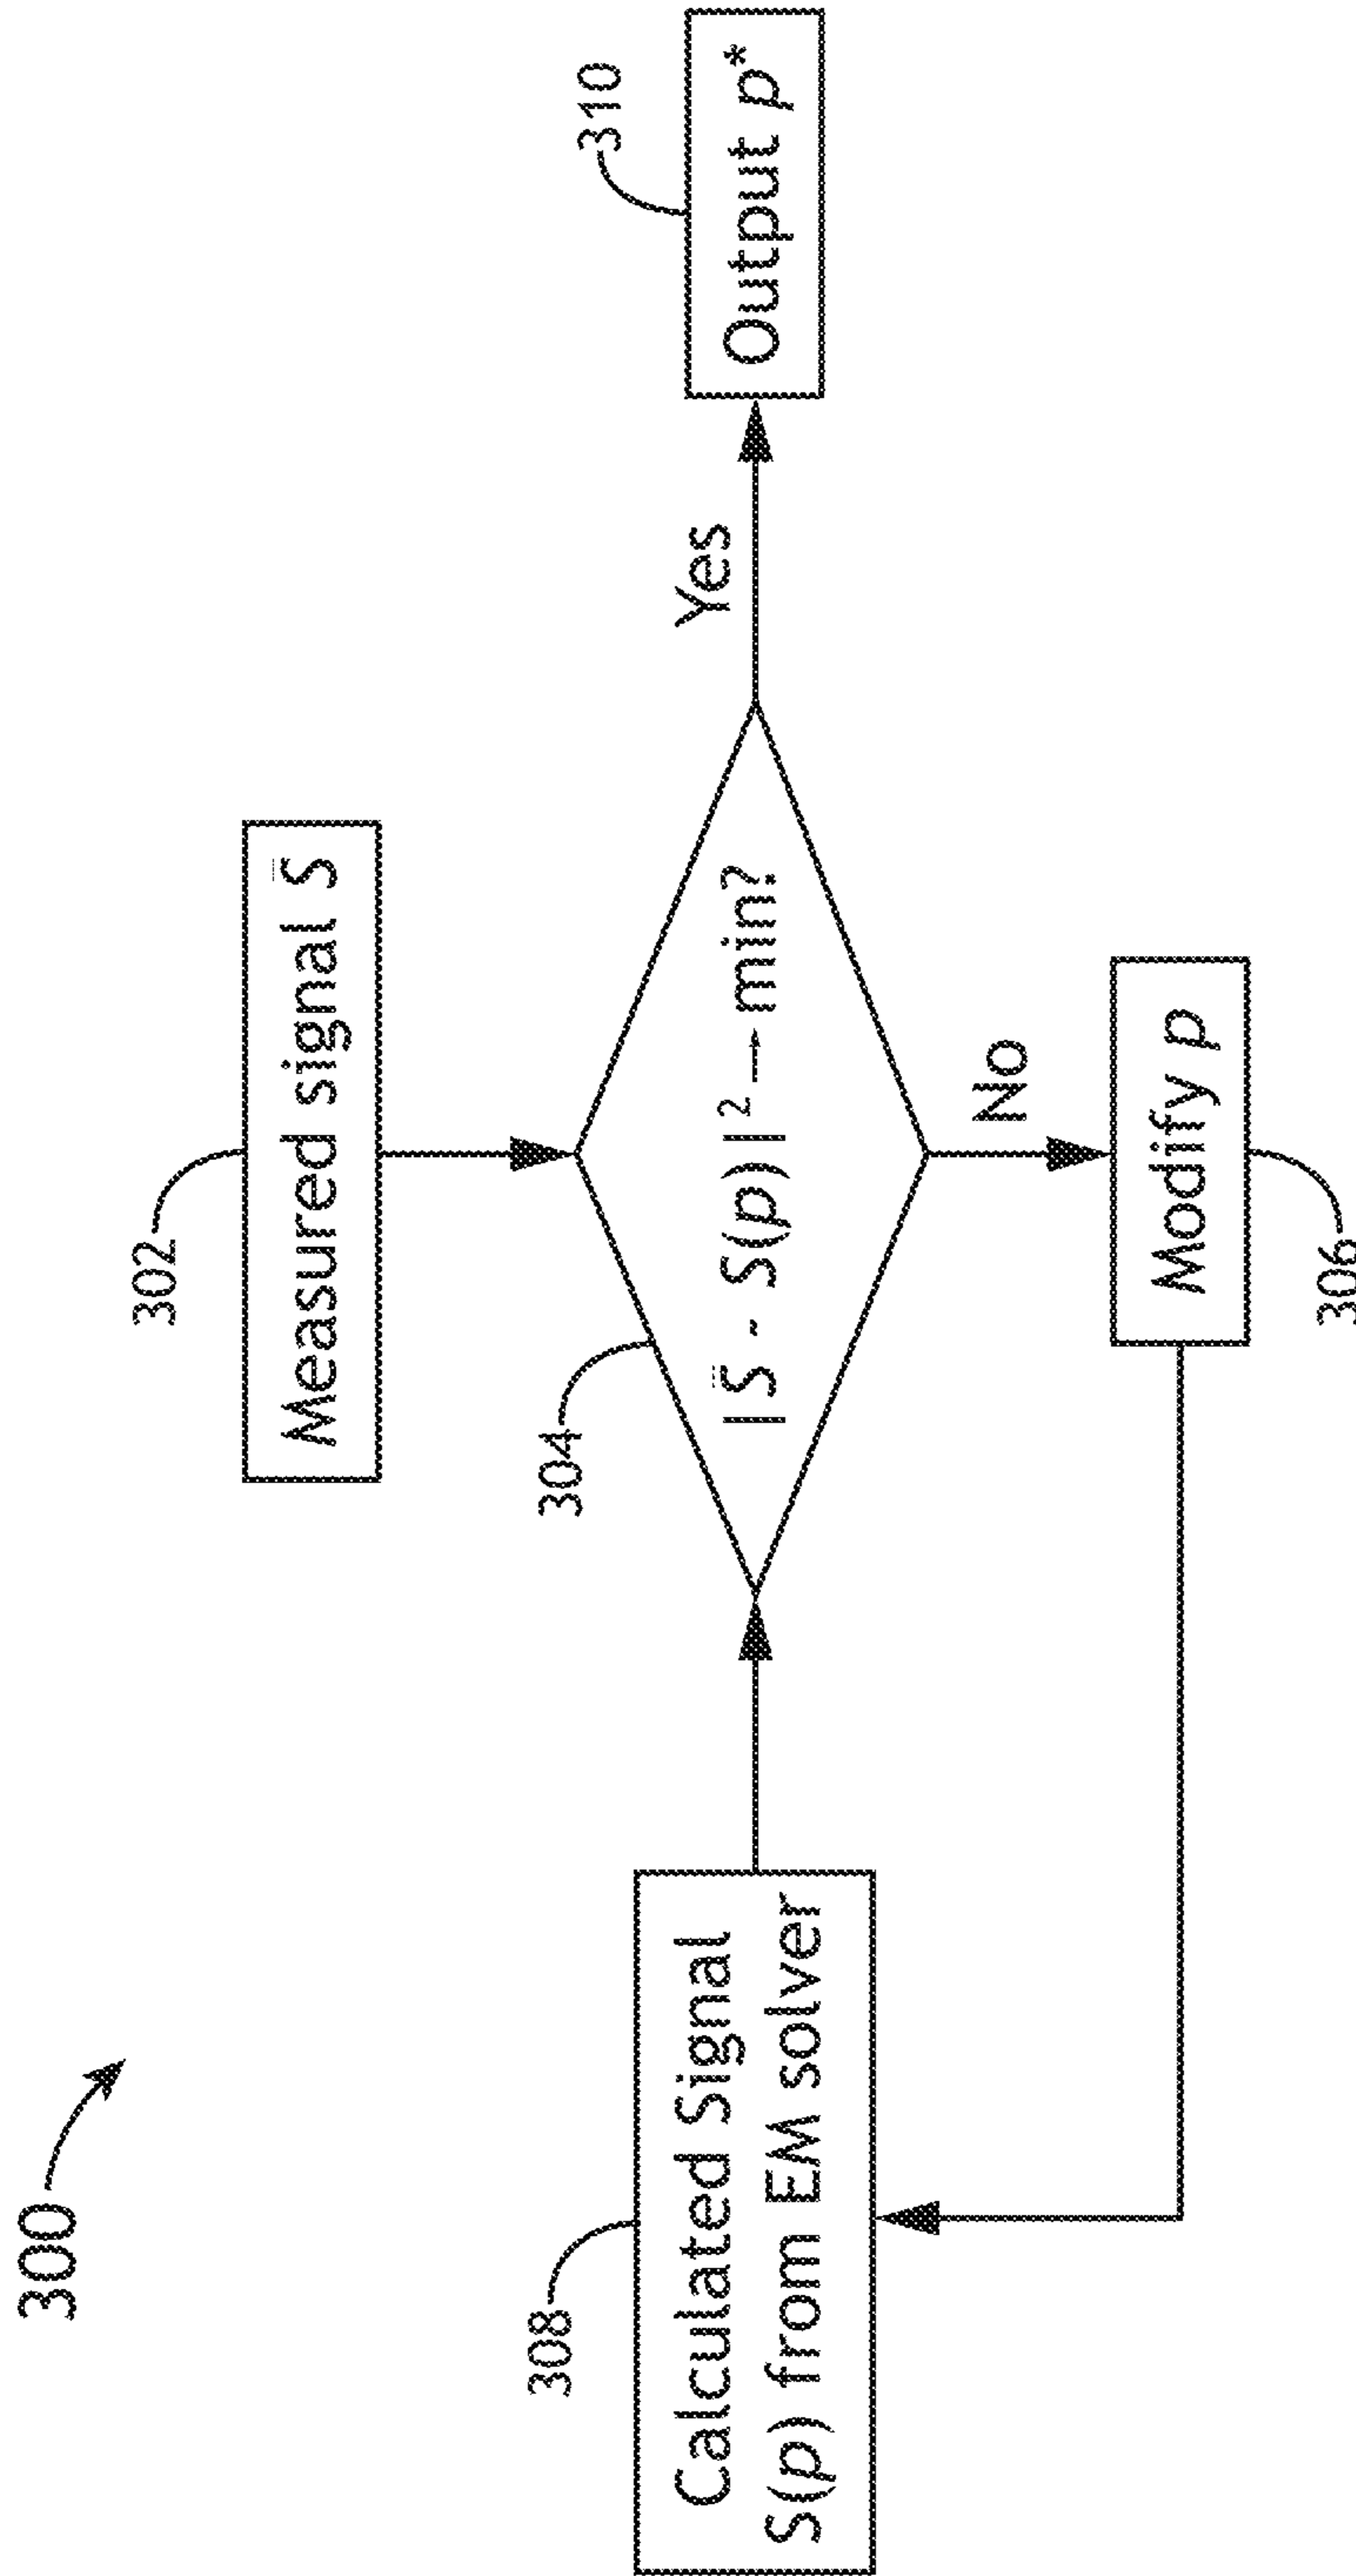 300
302
Measured signal S̄
304
| S̄ - S(p) |² → min?
Yes
310
Output p*
No
Modify p
306
308
Calculated Signal
S(p) from EM solver